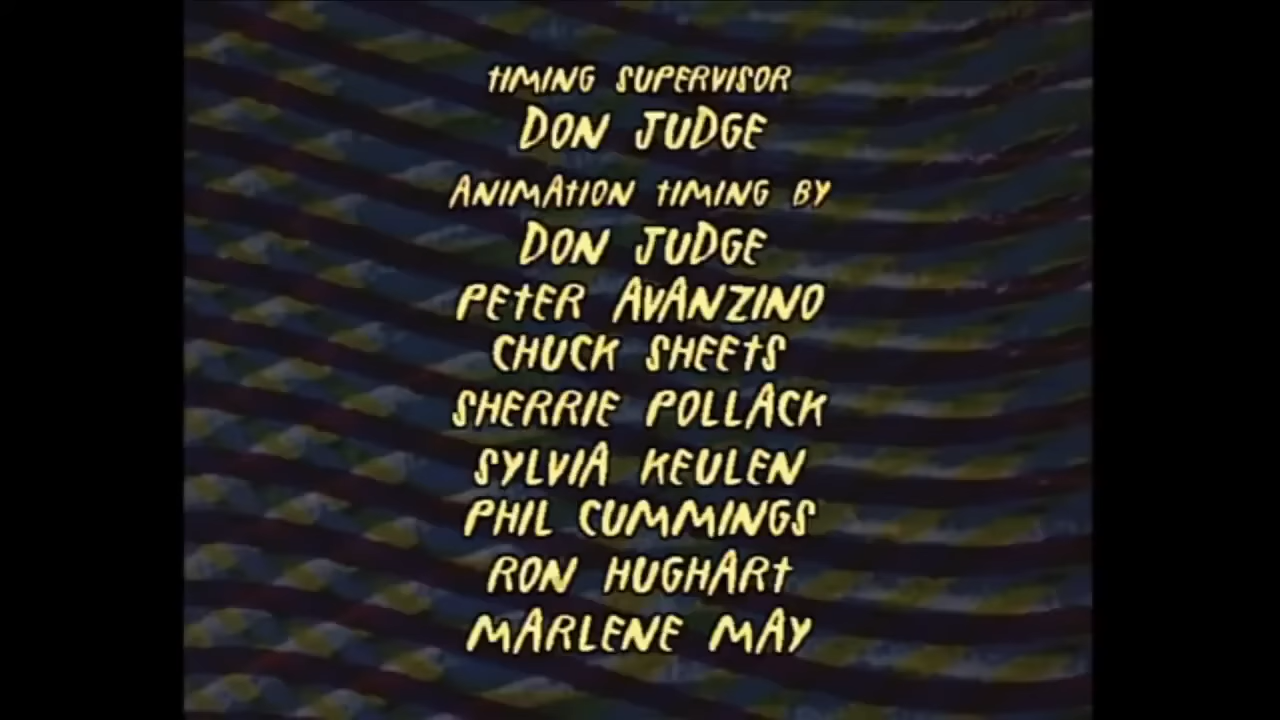 TIMING SUPERVISOR
DON JUDGE
ANIMATION TIMING BY
DON JUDGE
PETER AVANZINO
CHUCK SHEETS
SHERRIE POLLACK
SYLVIA KEULEN
PHIL CUMMINGS
RON HUGHART
MARLENE MAY